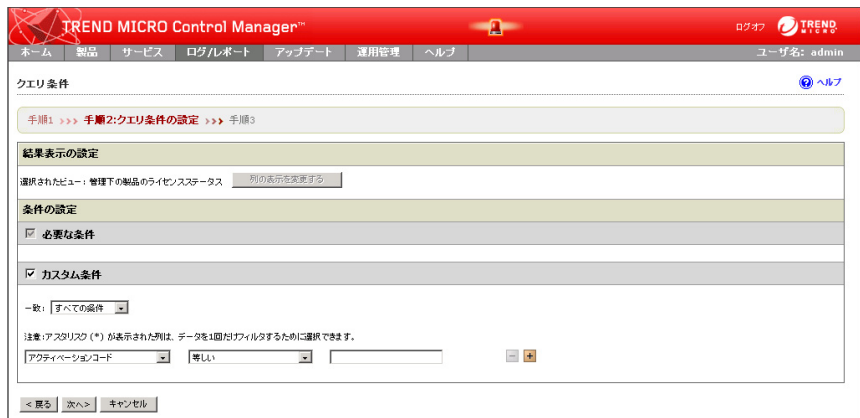 TREND MICRO Control Manager™
ログオフ TREND MICRO
ホーム 製品 サービス ログ/レポート アップデート 運用管理 ヘルプ ユーザ名: admin
クエリ条件 ヘルプ
手順1 >>> 手順2:クエリ条件の設定 >>> 手順3
結果表示の設定
選択されたビュー: 管理下の製品のライセンスステータス 列の表示を変更する
条件の設定
必要な条件
カスタム条件
一致: すべての条件
注意:アスタリスク (*) が表示された列は、データを1回だけフィルタするために選択できます。
アクティベーションコード 等しい
< 戻る 次へ> キャンセル